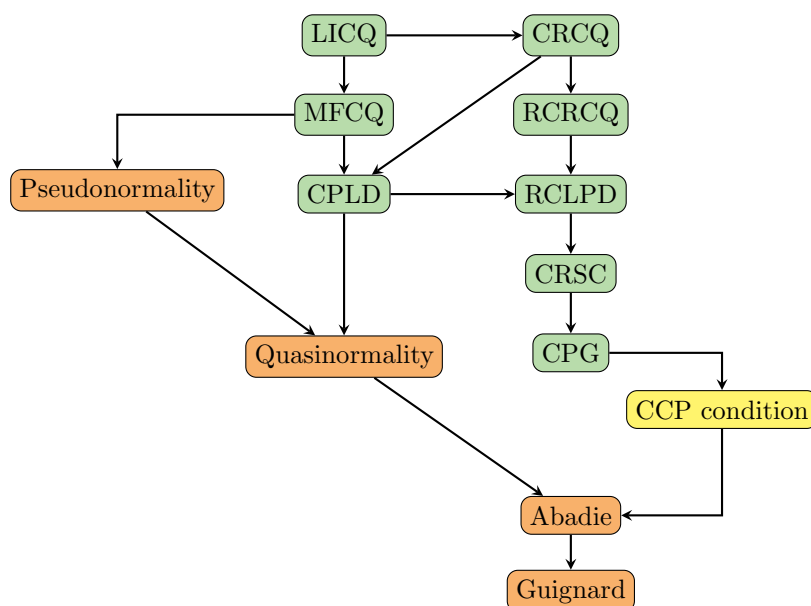 LICQ
CRCQ
MFCQ
RCRCQ
Pseudonormality
CPLD
RCLPD
CRSC
Quasinormality
CPG
CCP condition
Abadie
Guignard